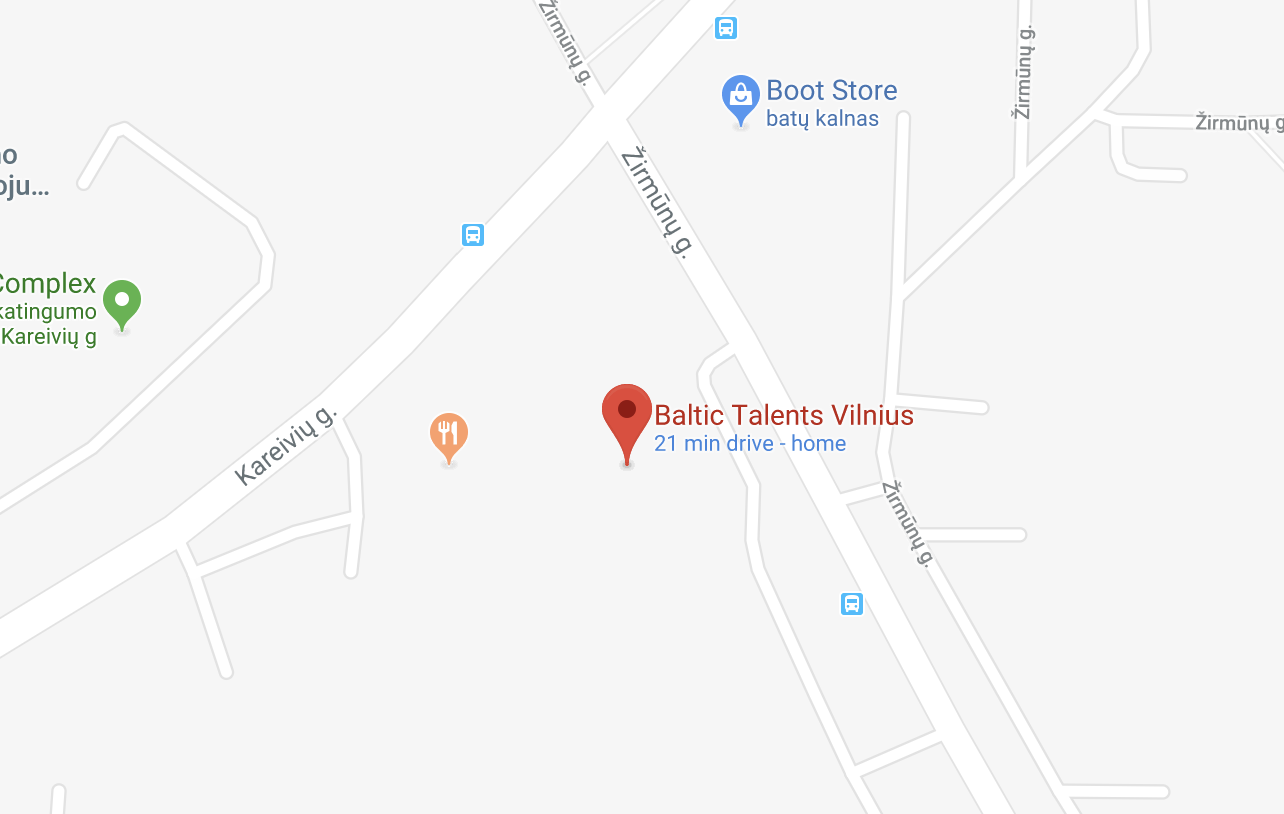 Žirmūnų g.
Žirmūnų g.
Boot Store
batų kalnas
Žirmūnų g
Žirmūnų g.
Complex
katingumo
Kareivių g
Kareivių g.
Baltic Talents Vilnius
21 min drive - home
Žirmūnų g.